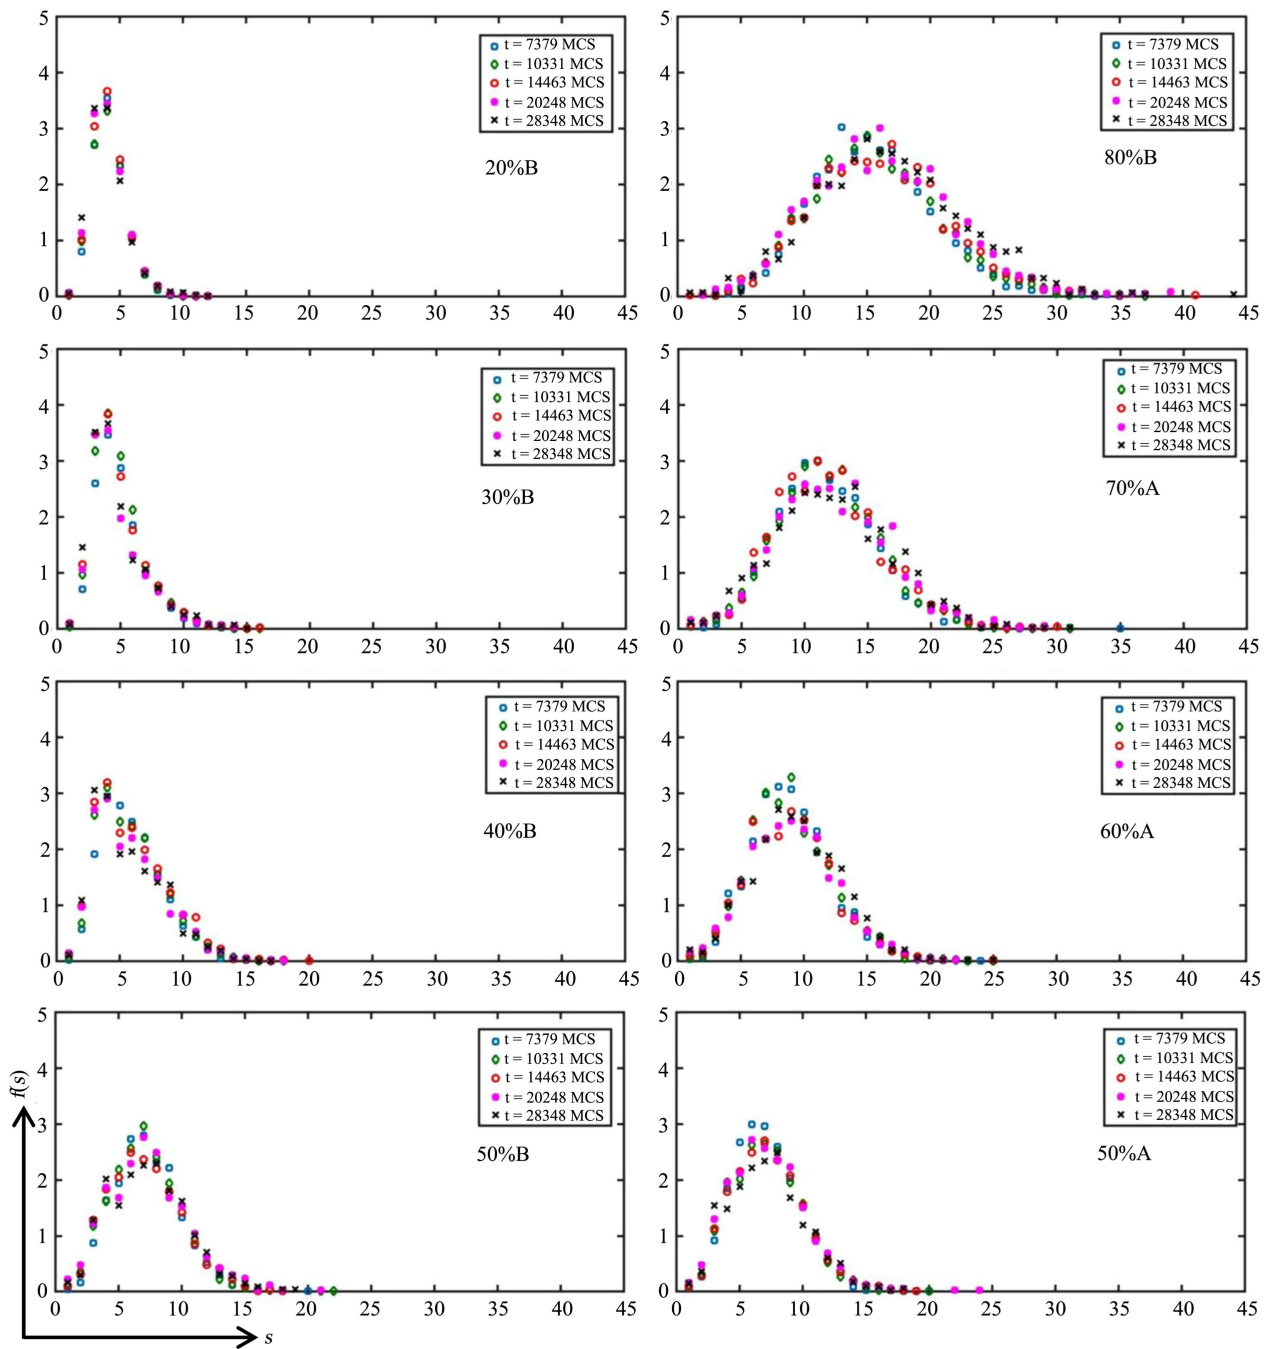 5
4
3
2
1
0
t = 7379 MCS
t = 10331 MCS
t = 14463 MCS
t = 20248 MCS
t = 28348 MCS
20%B
0 5 10 15 20 25 30 35 40 45
5
4
3
2
1
0
t = 7379 MCS
t = 10331 MCS
t = 14463 MCS
t = 20248 MCS
t = 28348 MCS
80%B
0 5 10 15 20 25 30 35 40 45
5
4
3
2
1
0
t = 7379 MCS
t = 10331 MCS
t = 14463 MCS
t = 20248 MCS
t = 28348 MCS
30%B
0 5 10 15 20 25 30 35 40 45
5
4
3
2
1
0
t = 7379 MCS
t = 10331 MCS
t = 14463 MCS
t = 20248 MCS
t = 28348 MCS
70%A
0 5 10 15 20 25 30 35 40 45
5
4
3
2
1
0
t = 7379 MCS
t = 10331 MCS
t = 14463 MCS
t = 20248 MCS
t = 28348 MCS
40%B
0 5 10 15 20 25 30 35 40 45
5
4
3
2
1
0
t = 7379 MCS
t = 10331 MCS
t = 14463 MCS
t = 20248 MCS
t = 28348 MCS
60%A
0 5 10 15 20 25 30 35 40 45
5
4
3
2
1
0
t = 7379 MCS
t = 10331 MCS
t = 14463 MCS
t = 20248 MCS
t = 28348 MCS
50%B
0 5 10 15 20 25 30 35 40 45
f(s)
s
5
4
3
2
1
0
t = 7379 MCS
t = 10331 MCS
t = 14463 MCS
t = 20248 MCS
t = 28348 MCS
50%A
0 5 10 15 20 25 30 35 40 45